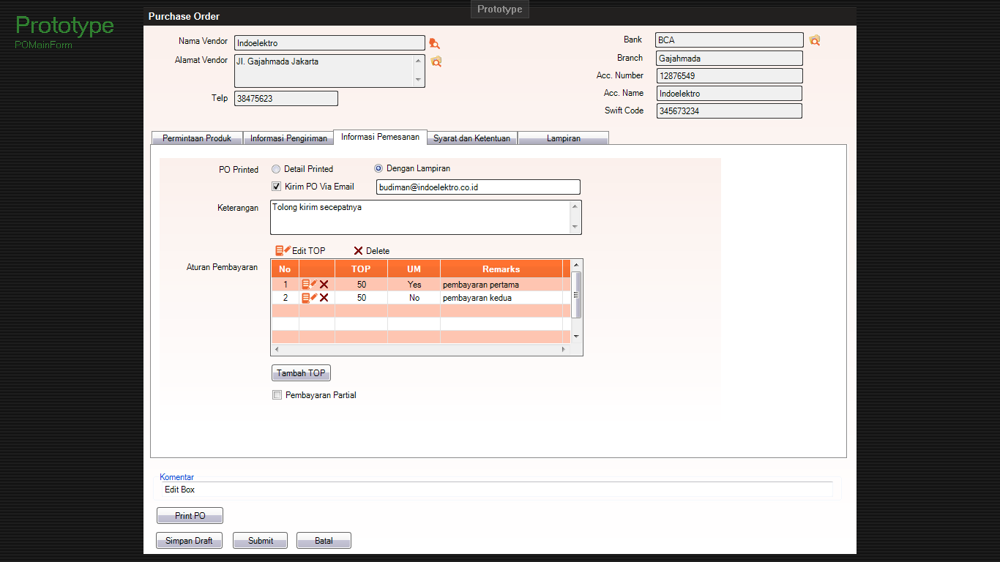 Prototype
Prototype
POMainForm
Purchase Order
Nama Vendor Indoelektro
Alamat Vendor Jl. Gajahmada Jakarta
Telp 38475623
Bank BCA
Branch Gajahmada
Acc. Number 12876549
Acc. Name Indoelektro
Swift Code 345673234
Permintaan Produk Informasi Pengiriman Informasi Pemesanan Syarat dan Ketentuan Lampiran
PO Printed Detail Printed Dengan Lampiran
Kirim PO Via Email budiman@indoelektro.co.id
Keterangan Tolong kirim secepatnya
Edit TOP Delete
Aturan Pembayaran
No TOP UM Remarks
1 50 Yes pembayaran pertama
2 50 No pembayaran kedua
Tambah TOP
Pembayaran Partial
Komentar
Edit Box
Print PO
Simpan Draft Submit Batal